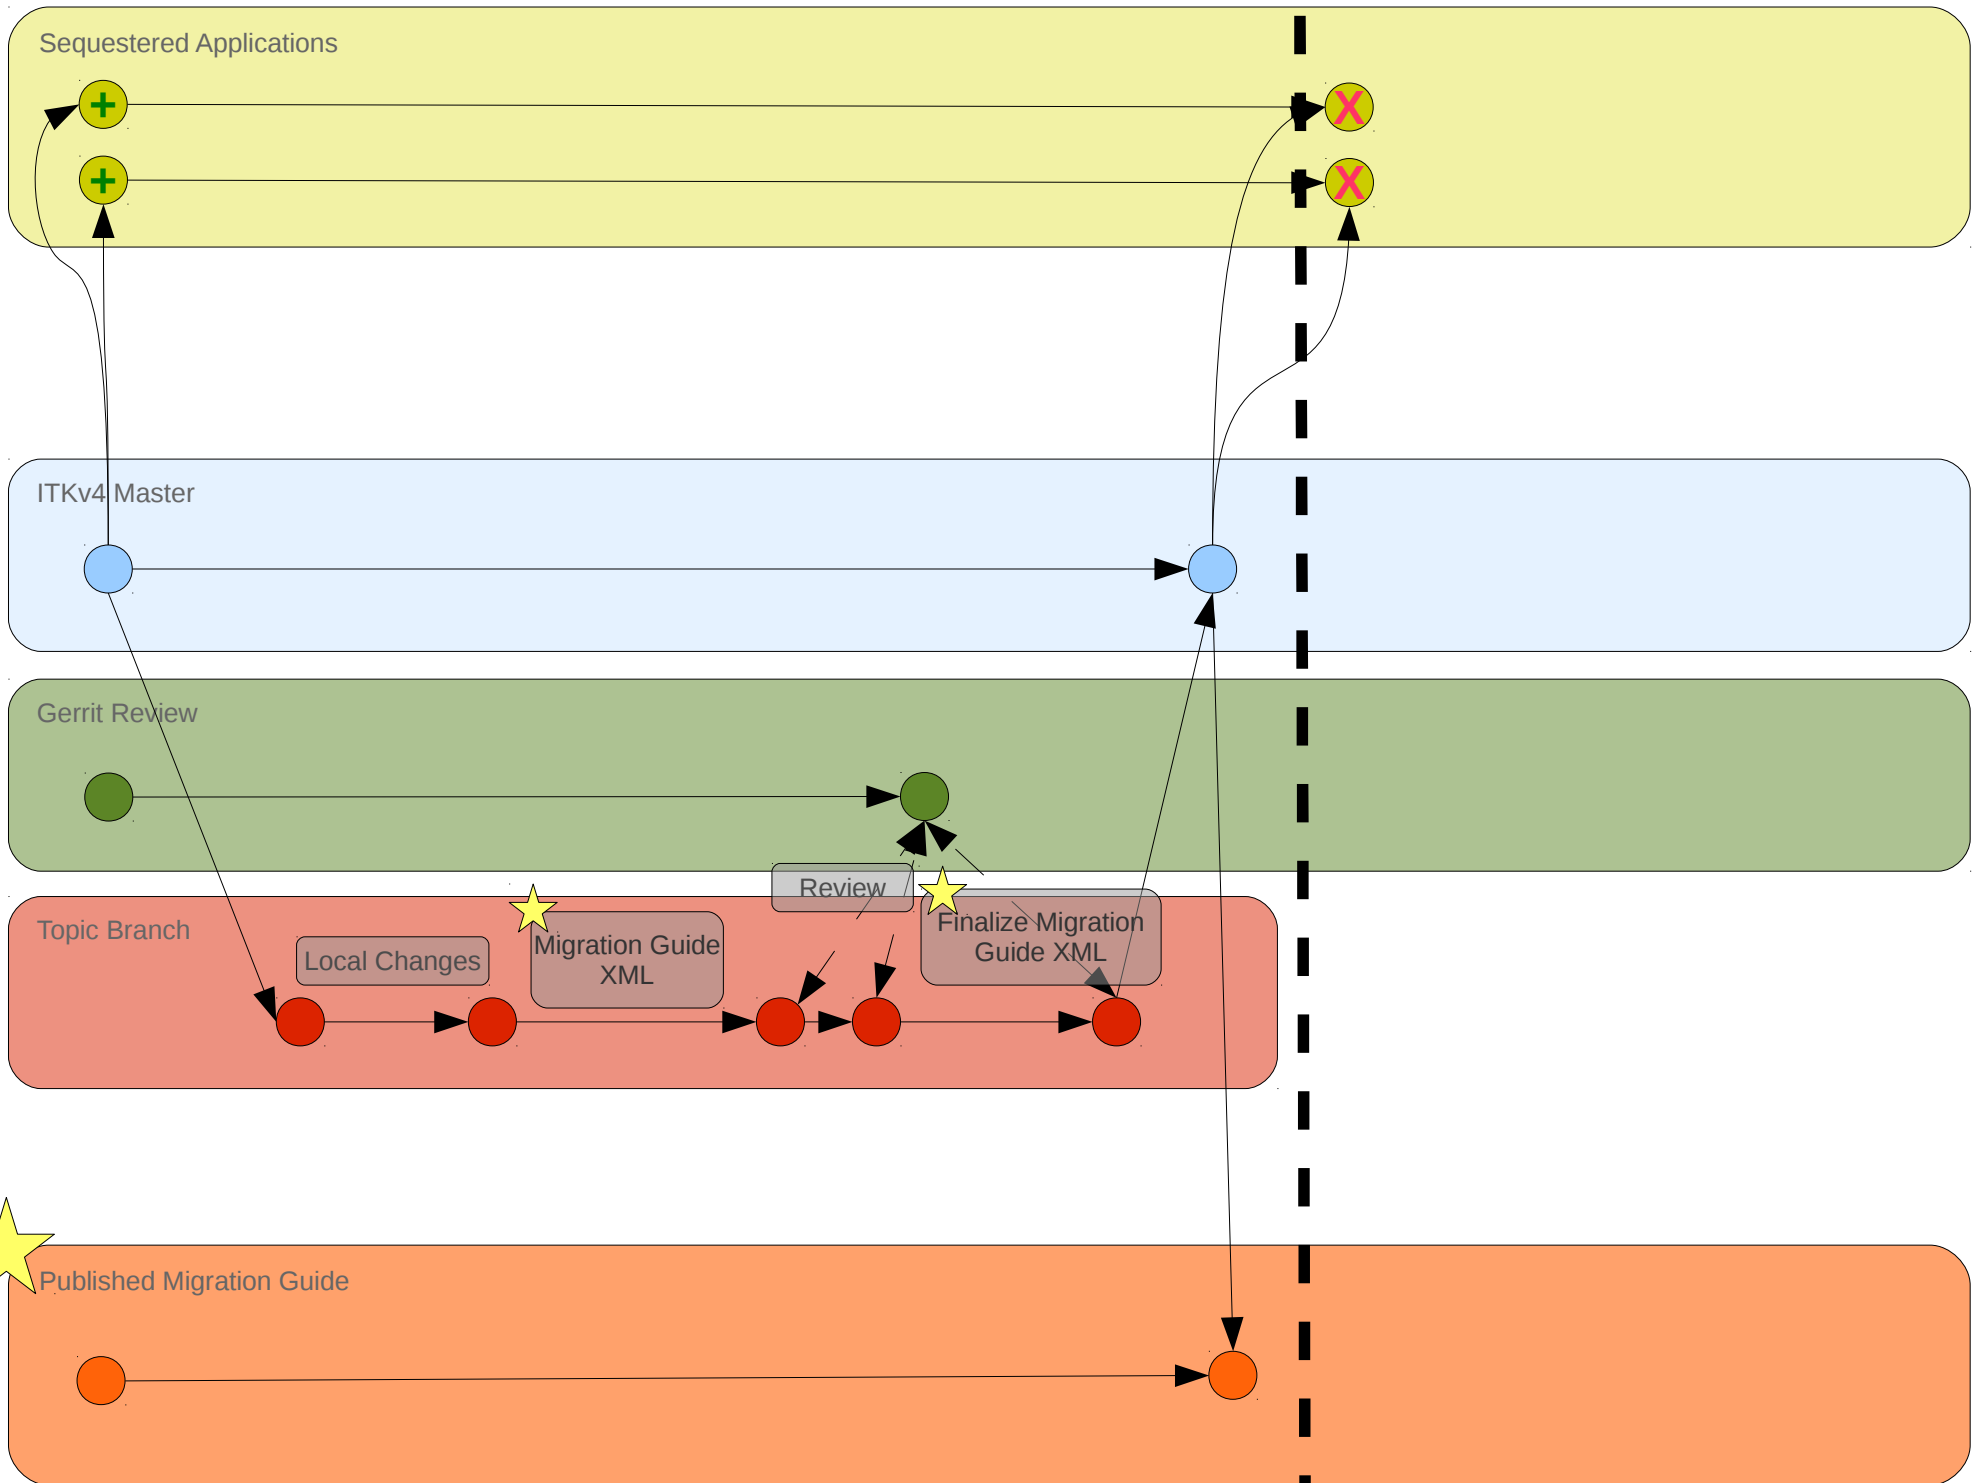 Sequestered Applications
+
X
+
X
ITKv4 Master
Gerrit Review
Review
Topic Branch
Local Changes
Migration Guide
XML
Finalize Migration
Guide XML
Published Migration Guide